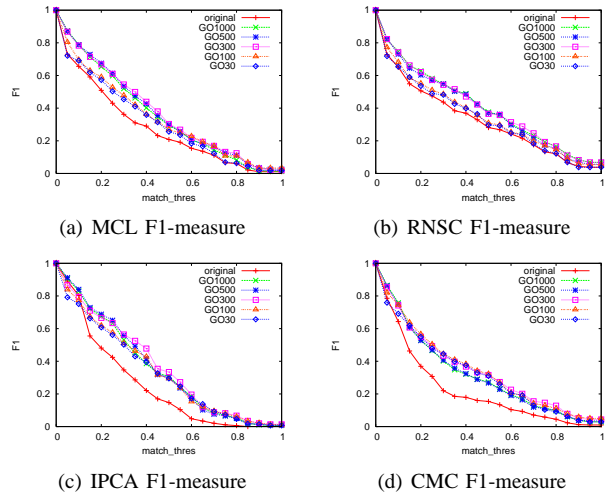 original
GO1000
GO500
GO300
GO100
GO30
F1
1
0.8
0.6
0.4
0.2
0
0 0.2 0.4 0.6 0.8 1
match_thres
(a) MCL F1-measure
original
GO1000
GO500
GO300
GO100
GO30
F1
1
0.8
0.6
0.4
0.2
0
0 0.2 0.4 0.6 0.8 1
match_thres
(b) RNSC F1-measure
original
GO1000
GO500
GO300
GO100
GO30
F1
1
0.8
0.6
0.4
0.2
0
0 0.2 0.4 0.6 0.8 1
match_thres
(c) IPCA F1-measure
original
GO1000
GO500
GO300
GO100
GO30
F1
1
0.8
0.6
0.4
0.2
0
0 0.2 0.4 0.6 0.8 1
match_thres
(d) CMC F1-measure